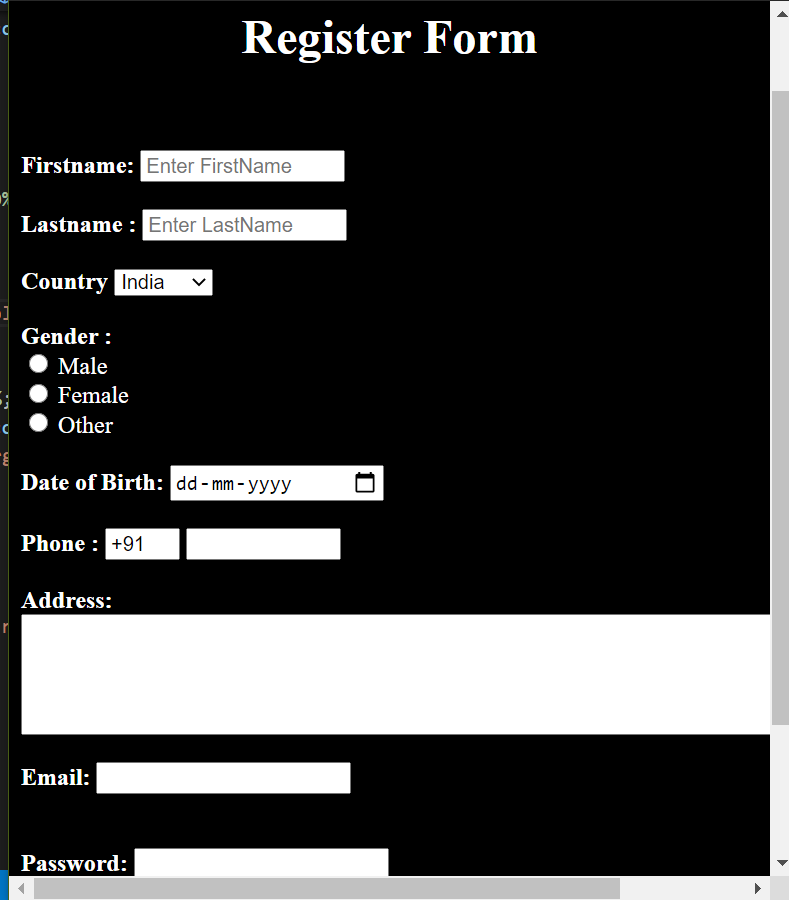 Register Form
Firstname: Enter FirstName
Lastname : Enter LastName
Country India
Gender :
Male
Female
Other
Date of Birth: dd-mm-yyyy
Phone : +91
Address:
Email:
Password: